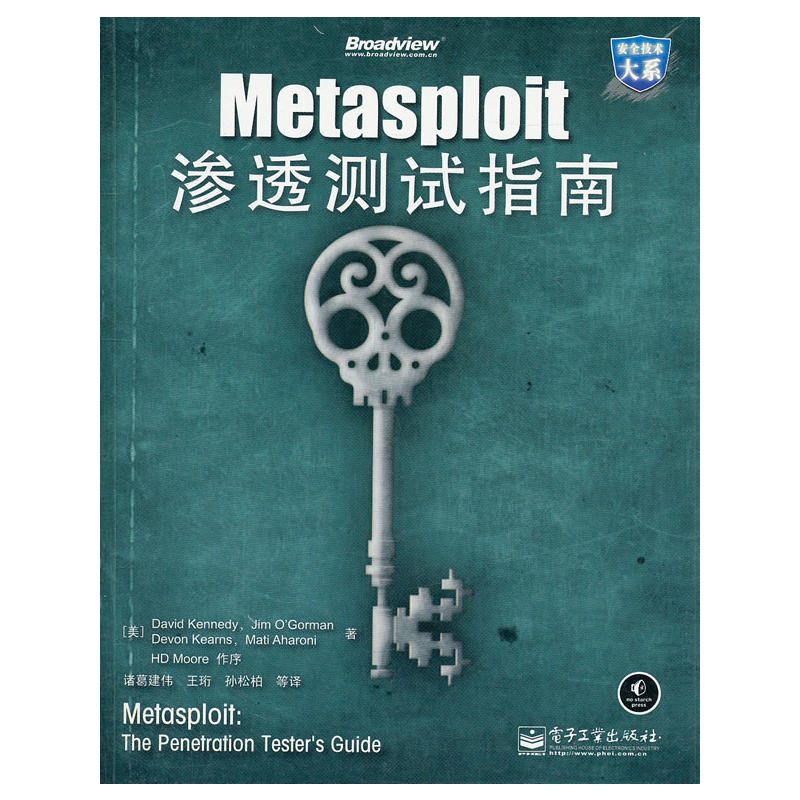 Broadview®
www.broadview.com.cn
安全技术
大系
Metasploit
渗透测试指南
[美] David Kennedy, Jim O'Gorman
Devon Kearns, Mati Aharoni 著
HD Moore 作序
诸葛建伟 王珩 孙松柏 等译
Metasploit:
The Penetration Tester's Guide
no starch
press
电子工业出版社
PUBLISHING HOUSE OF ELECTRONICS INDUSTRY
http://www.phei.com.cn